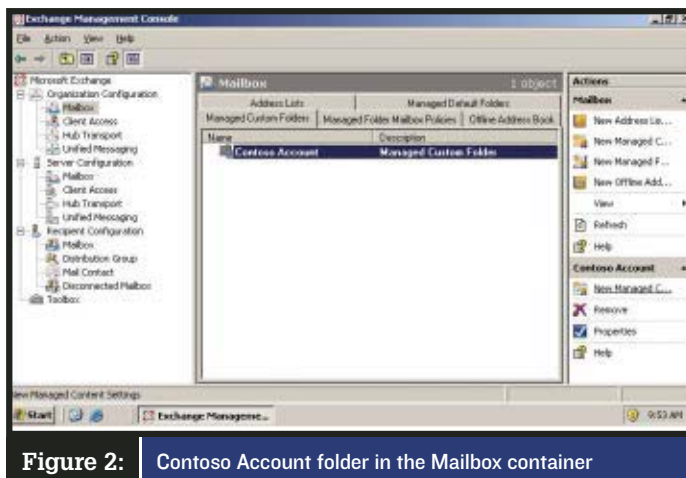 Exchange Management Console
File Action View Help
Microsoft Exchange
Organization Configuration
Mailbox
Client Access
Hub Transport
Unified Messaging
Server Configuration
Mailbox
Client Access
Hub Transport
Unified Messaging
Recipient Configuration
Mailbox
Distribution Group
Mail Contact
Disconnected Mailbox
Toolbox
Mailbox 1 object
Address Lists Managed Default Folders
Managed Custom Folders Managed Folder Mailbox Policies Offline Address Book
Name Description
Contoso Account Managed Custom Folder
Actions
Mailbox
New Address Lis...
New Managed C...
New Managed F...
New Offline Add...
View
Refresh
Help
Contoso Account
New Managed C...
Remove
Properties
Help
New Managed Content Settings
Start Exchange Manageme... 9:53 AM
Figure 2: Contoso Account folder in the Mailbox container